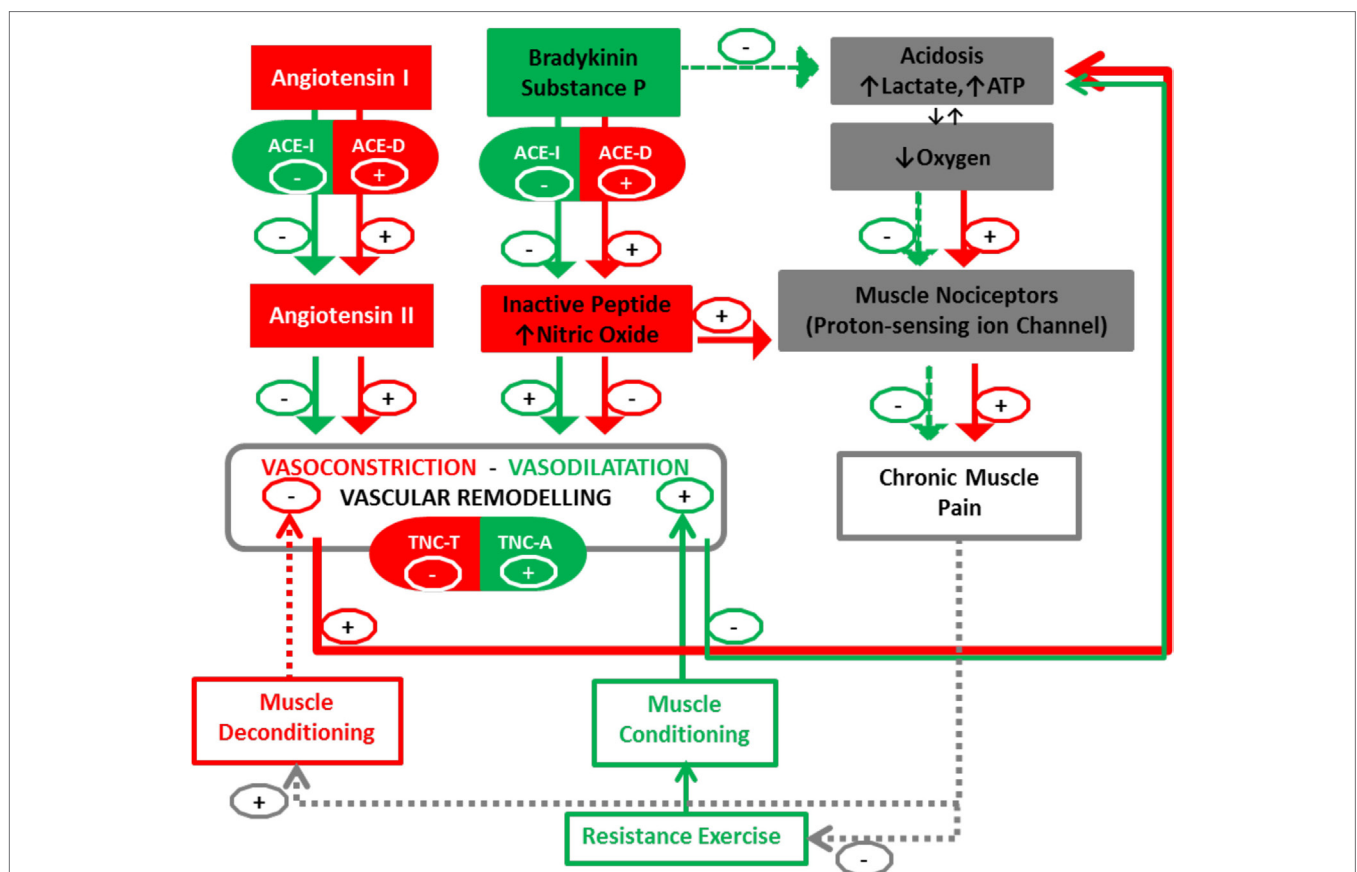 Angiotensin I
Bradykinin
Substance P
-
Acidosis
↑Lactate,↑ATP
↓↑
↓Oxygen
ACE-I
ACE-D
-
+
ACE-I
ACE-D
-
+
-
+
-
+
-
+
Angiotensin II
Inactive Peptide
↑Nitric Oxide
+
Muscle Nociceptors
(Proton-sensing ion Channel)
-
+
+
-
-
+
VASOCONSTRICTION - VASODILATATION
VASCULAR REMODELLING
-
+
Chronic Muscle
Pain
TNC-T
TNC-A
-
+
+
-
Muscle
Deconditioning
Muscle
Conditioning
+
Resistance Exercise
-